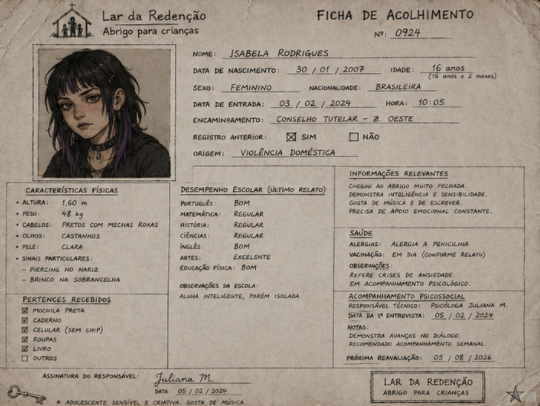 Lar da Redenção
Abrigo para crianças
FICHA DE ACOLHIMENTO
Nº: 0924
NOME: ISABELA RODRIGUES
DATA DE NASCIMENTO: 30 / 01 / 2007 IDADE: 16 anos
(16 anos e 2 meses)
SEXO: FEMININO NACIONALIDADE: BRASILEIRA
DATA DE ENTRADA: 03 / 02 / 2024 HORA: 10:05
ENCAMINHAMENTO: CONSELHO TUTELAR – Z. OESTE
REGISTRO ANTERIOR: SIM NÃO
ORIGEM: VIOLÊNCIA DOMÉSTICA
CARACTERÍSTICAS FÍSICAS
• ALTURA: 1,60 m
• PESO: 48 kg
• CABELOS: PRETOS COM MECHAS ROXAS
• OLHOS: CASTANHOS
• PELE: CLARA
• SINAIS PARTICULARES:
– PIERCING NO NARIZ
– BRINCO NA SOBRANCELHA
PERTENCES RECEBIDOS
MOCHILA PRETA
CADERNO
CELULAR (SEM CHIP)
ROUPAS
LIVRO
OUTROS
DESEMPENHO ESCOLAR (ÚLTIMO RELATO)
PORTUGUÊS: BOM
MATEMÁTICA: REGULAR
HISTÓRIA: REGULAR
CIÊNCIAS: REGULAR
INGLÊS: BOM
ARTES: EXCELENTE
EDUCAÇÃO FÍSICA: BOM
OBSERVAÇÕES DA ESCOLA:
ALUNA INTELIGENTE, PORÉM ISOLADA.
INFORMAÇÕES RELEVANTES
CHEGOU AO ABRIGO MUITO FECHADA.
DEMONSTRA INTELIGÊNCIA E SENSIBILIDADE.
GOSTA DE MÚSICA E DE ESCREVER.
PRECISA DE APOIO EMOCIONAL CONSTANTE.
SAÚDE
ALERGIAS: ALERGIA A PENICILINA
VACINAÇÃO: EM DIA (CONFORME RELATO)
OBSERVAÇÕES:
REFERE CRISES DE ANSIEDADE.
EM ACOMPANHAMENTO PSICOLÓGICO.
ACOMPANHAMENTO PSICOSSOCIAL
RESPONSÁVEL TÉCNICO: PSICÓLOGA JULIANA M.
DATA DA 1ª ENTREVISTA: 05 / 02 / 2024
NOTAS:
DEMONSTRA AVANÇOS NO DIÁLOGO.
RECOMENDADO ACOMPANHAMENTO SEMANAL.
PRÓXIMA REAVALIAÇÃO: 05 / 08 / 2026
ASSINATURA DO RESPONSÁVEL: Juliana M.
DATA: 05 / 02 / 2024
* ADOLESCENTE SENSÍVEL E CRIATIVA. GOSTA DE MÚSICA.
LAR DA REDENÇÃO
ABRIGO PARA CRIANÇAS